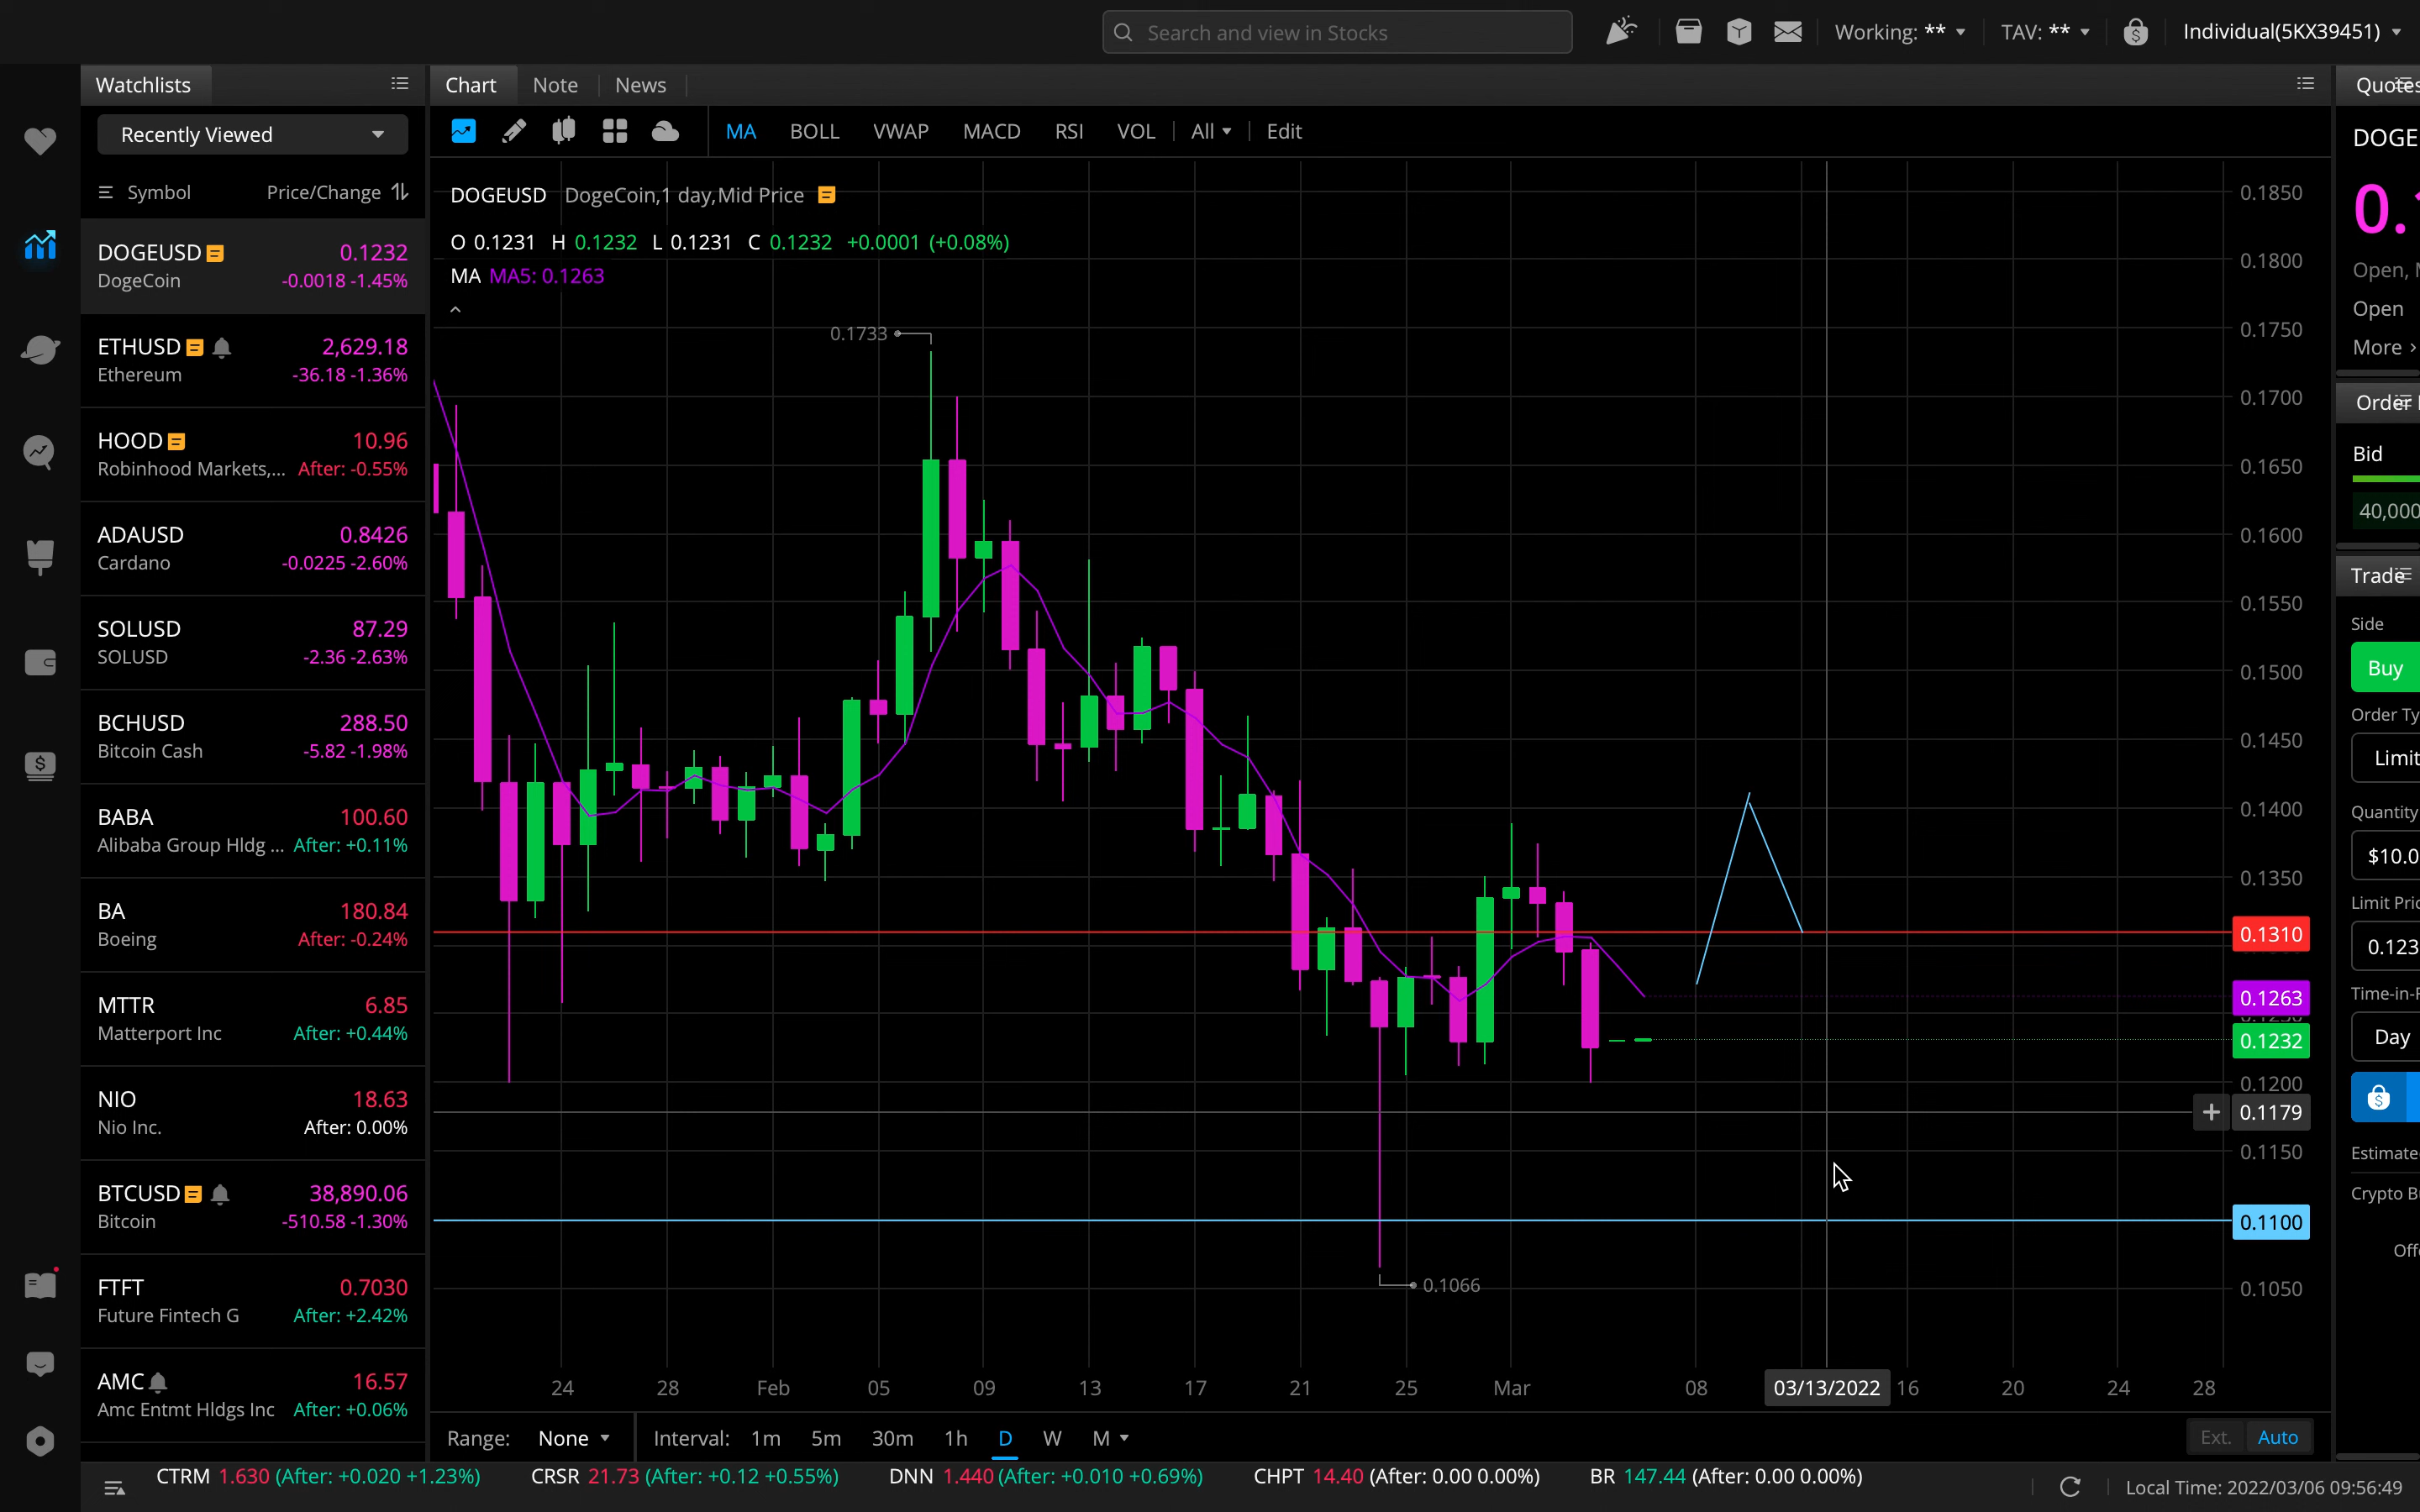 Search and view in Stocks
Working: **
TAV: **
Individual(5KX39451)
Watchlists
Recently Viewed
Symbol Price/Change
DOGEUSD 0.1232
DogeCoin -0.0018 -1.45%
ETHUSD 2,629.18
Ethereum -36.18 -1.36%
HOOD 10.96
Robinhood Markets,... After: -0.55%
ADAUSD 0.8426
Cardano -0.0225 -2.60%
SOLUSD 87.29
SOLUSD -2.36 -2.63%
BCHUSD 288.50
Bitcoin Cash -5.82 -1.98%
BABA 100.60
Alibaba Group Hldg ... After: +0.11%
BA 180.84
Boeing After: -0.24%
MTTR 6.85
Matterport Inc After: +0.44%
NIO 18.63
Nio Inc. After: 0.00%
BTCUSD 38,890.06
Bitcoin -510.58 -1.30%
FTFT 0.7030
Future Fintech G After: +2.42%
AMC 16.57
Amc Entmt Hldgs Inc After: +0.06%
Chart Note News
MA BOLL VWAP MACD RSI VOL All Edit
DOGEUSD DogeCoin,1 day,Mid Price
O 0.1231 H 0.1232 L 0.1231 C 0.1232 +0.0001 (+0.08%)
MA MA5: 0.1263
0.1733
0.1066
0.1850
0.1800
0.1750
0.1700
0.1650
0.1600
0.1550
0.1500
0.1450
0.1400
0.1350
0.1310
0.1263
0.1232
0.1200
0.1179
0.1150
0.1100
0.1050
24 28 Feb 05 09 13 17 21 25 Mar 08 03/13/2022 16 20 24 28
Range: None Interval: 1m 5m 30m 1h D W M
Ext. Auto
Quotes
DOGE
0.
Open,
Open
More
Order
Bid
40,000
Trade
Side
Buy
Order Ty
Limit
Quantity
$10.0
Limit Pric
0.123
Time-in-F
Day
Estimate
Crypto B
Off
CTRM 1.630 (After: +0.020 +1.23%) CRSR 21.73 (After: +0.12 +0.55%) DNN 1.440 (After: +0.010 +0.69%) CHPT 14.40 (After: 0.00 0.00%) BR 147.44 (After: 0.00 0.00%)
Local Time: 2022/03/06 09:56:49